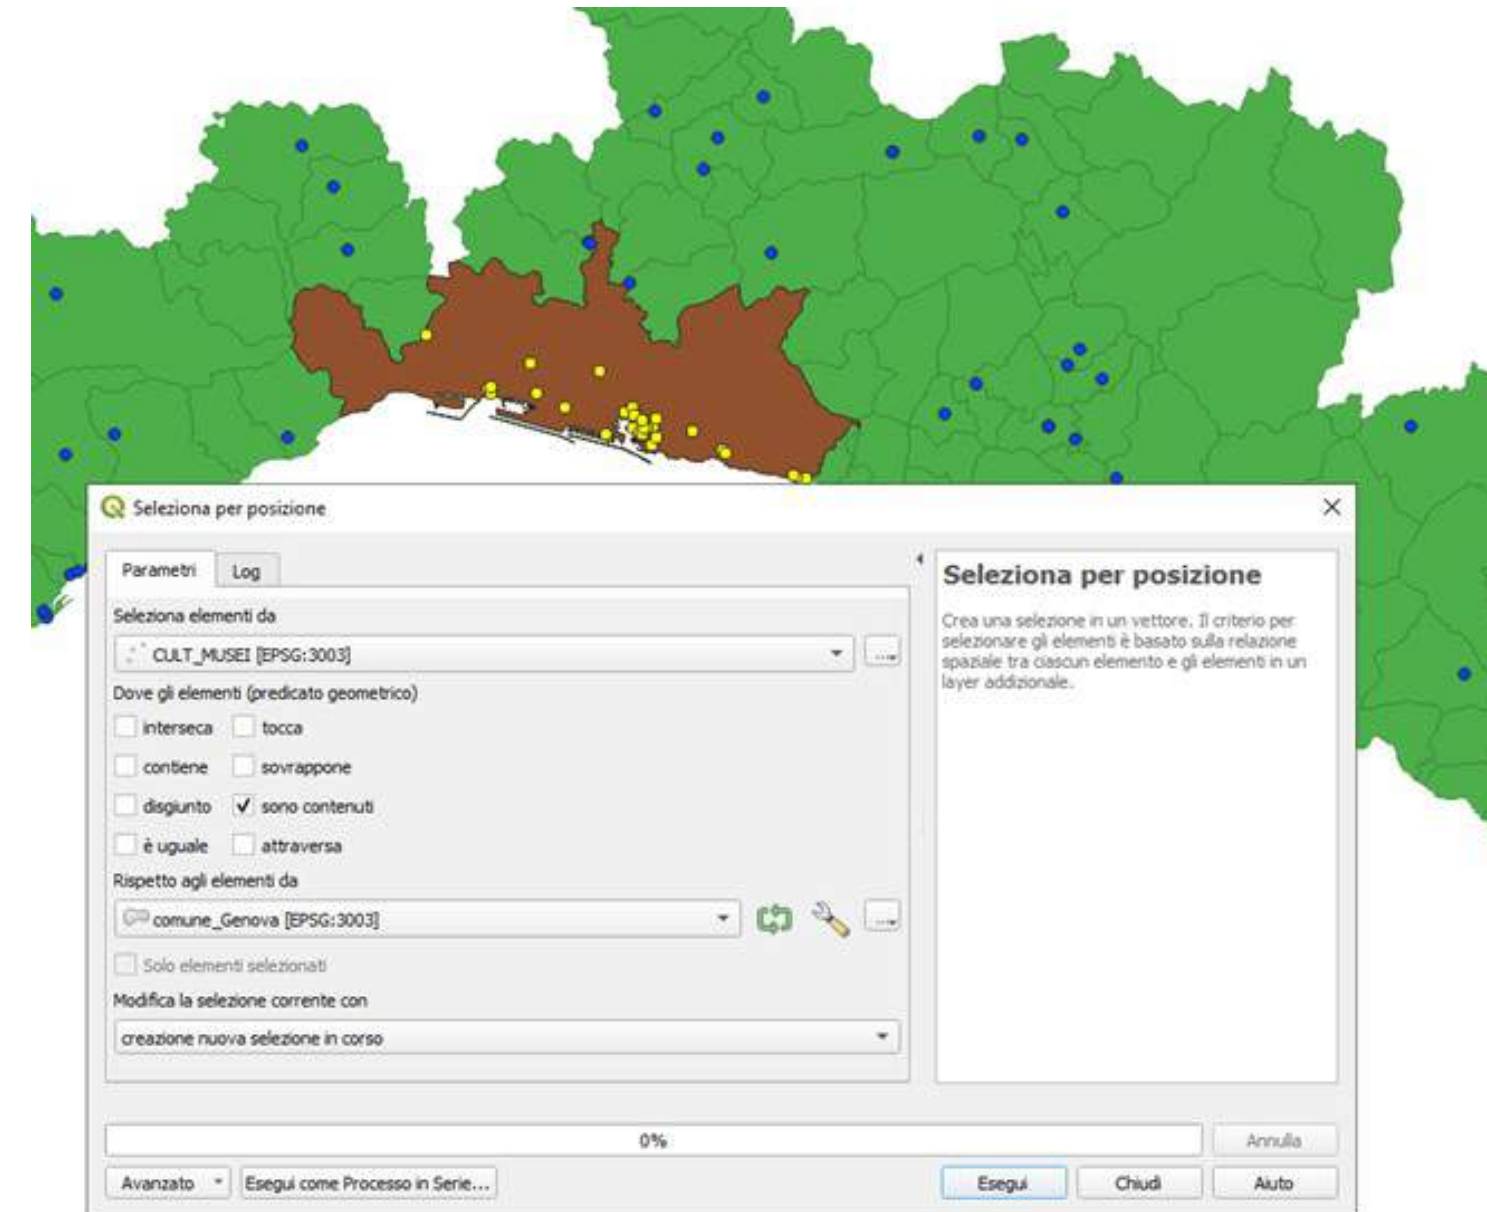 Seleziona per posizione
Parametri Log
Seleziona elementi da
CULT_MUSEI [EPSG:3003]
...
Dove gli elementi (predicato geometrico)
interseca tocca
contiene sovrappone
disgiunto sono contenuti
è uguale attraversa
Rispetto agli elementi da
comune_Genova [EPSG:3003]
...
Solo elementi selezionati
Modifica la selezione corrente con
creazione nuova selezione in corso
Seleziona per posizione
Crea una selezione in un vettore. Il criterio per
selezionare gli elementi è basato sulla relazione
spaziale tra ciascun elemento e gli elementi in un
layer addizionale.
0%
Annulla
Avanzato Esegui come Processo in Serie...
Esegui Chiudi Aiuto